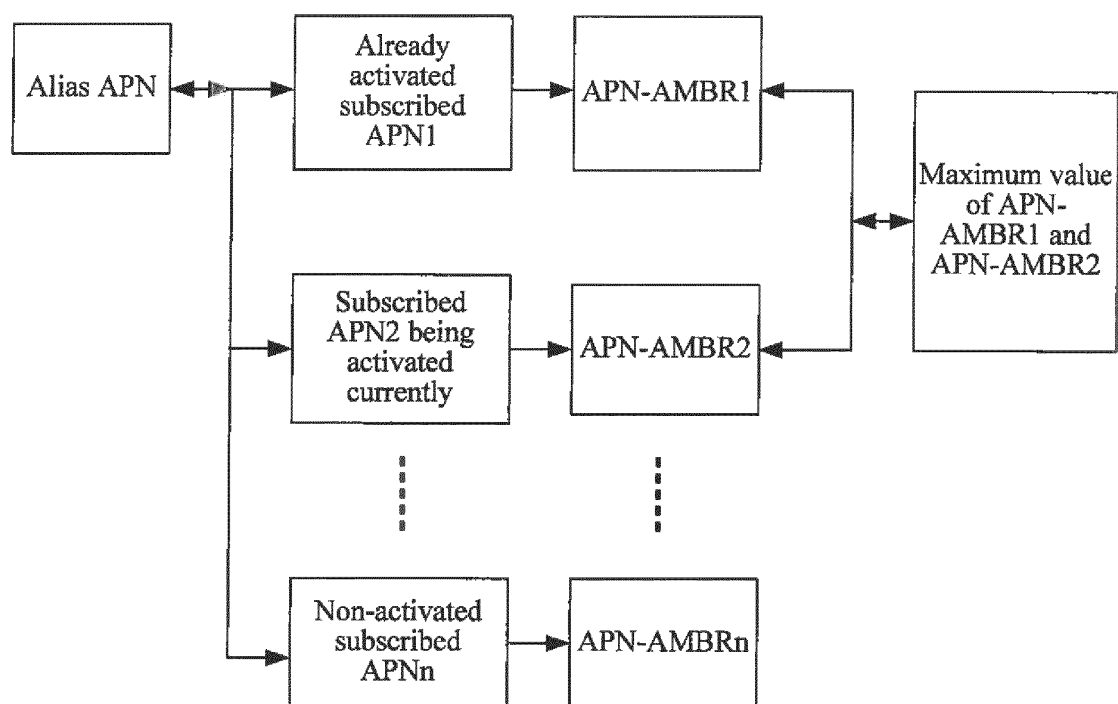 Alias APN
Already
activated
subscribed
APN1
APN-AMBR1
Maximum value
of APN-
AMBR1 and
APN-AMBR2
Subscribed
APN2 being
activated
currently
APN-AMBR2
Non-activated
subscribed
APNn
APN-AMBRn